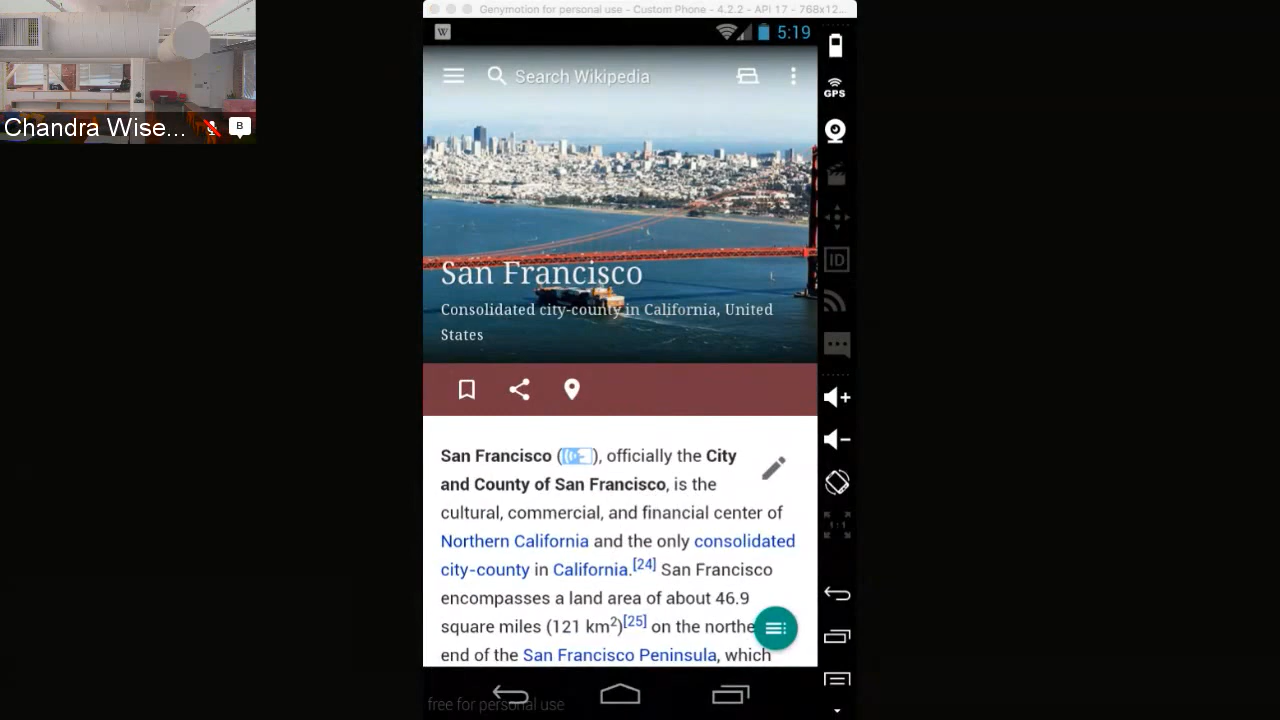 Genymotion for personal use - Custom Phone - 4.2.2 - API 17 - 768x12...
W
5:19
Search Wikipedia
GPS
Chandra Wise...
B
ID
San Francisco
Consolidated city-county in California, United
States
San Francisco (), officially the City
and County of San Francisco, is the
cultural, commercial, and financial center of
Northern California and the only consolidated
city-county in California.[24] San Francisco
encompasses a land area of about 46.9
square miles (121 km2)[25] on the northe
end of the San Francisco Peninsula, which
1:1
free for personal use